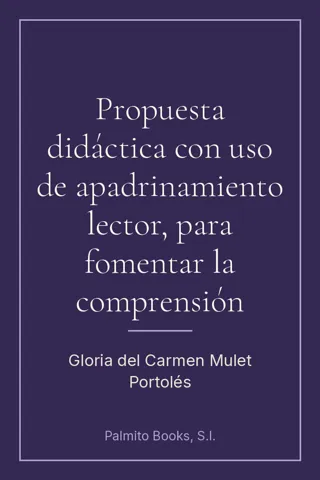 Propuesta
didáctica con uso
de apadrinamiento
lector, para
fomentar la
comprensión
Gloria del Carmen Mulet
Portolés
Palmito Books, S.l.